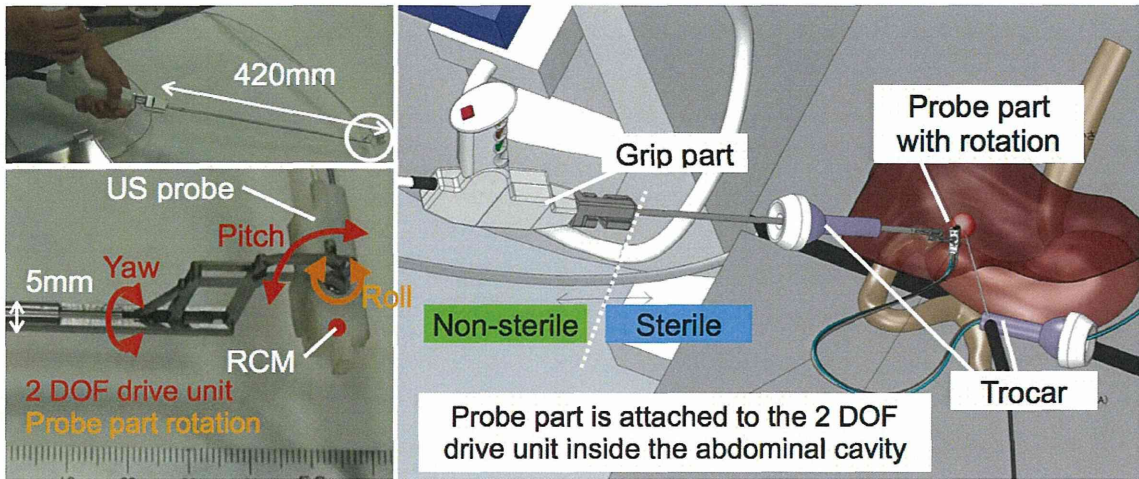 420mm
US probe
Pitch
Yaw
5mm
Roll
RCM
2 DOF drive unit
Probe part rotation
Grip part
Probe part
with rotation
Non-sterile
Sterile
Trocar
Probe part is attached to the 2 DOF
drive unit inside the abdominal cavity